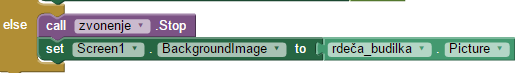 else call zvonenje .Stop
set Screen1 . BackgroundImage to rdeča_budilka . Picture